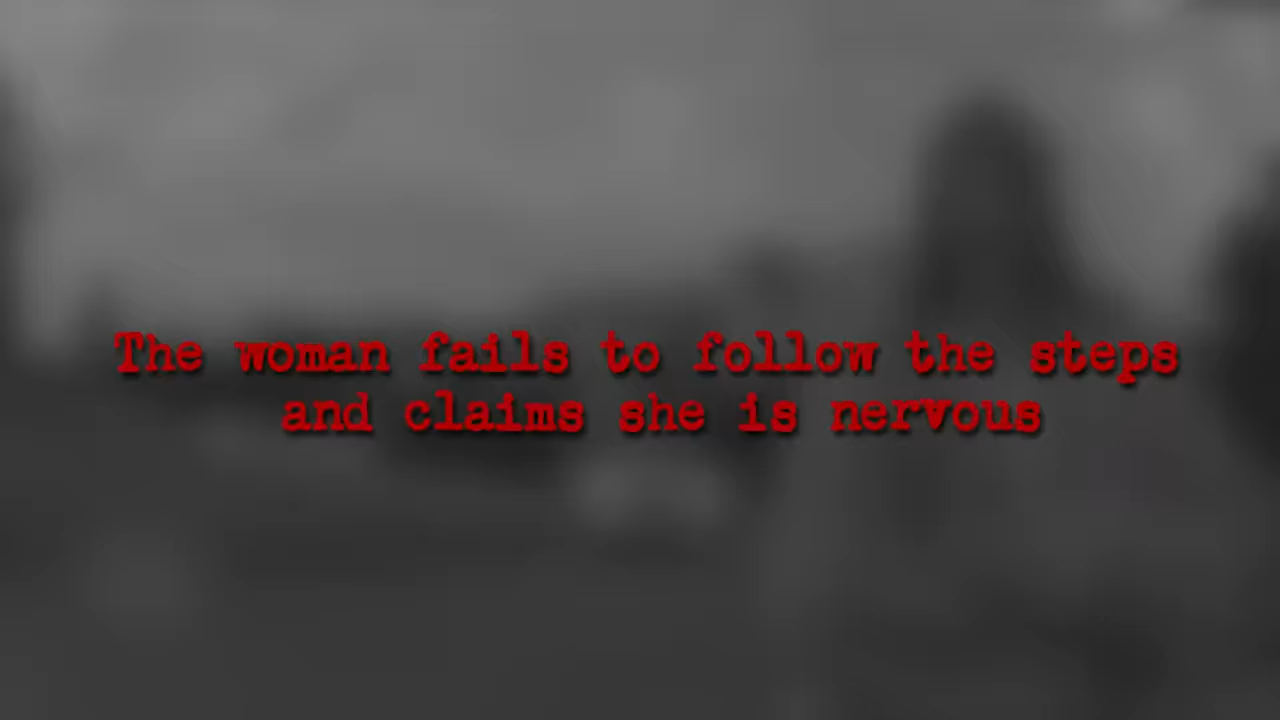 The woman fails to follow the steps
and claims she is nervous